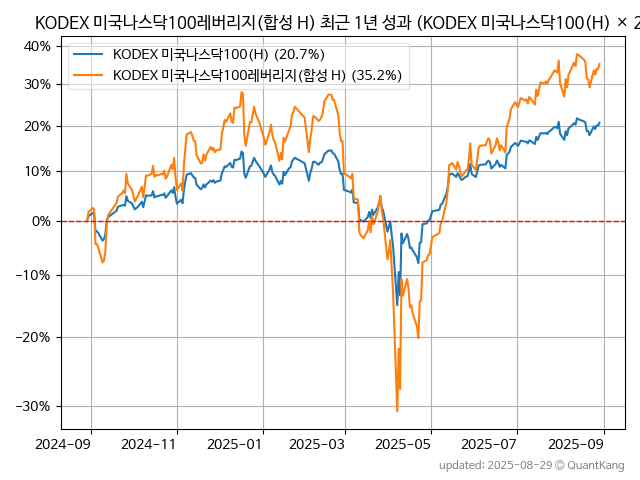 KODEX 미국나스닥100레버리지(합성 H) 최근 1년 성과 (KODEX 미국나스닥100(H) × 2
KODEX 미국나스닥100(H) (20.7%)
KODEX 미국나스닥100레버리지(합성 H) (35.2%)
40%
30%
20%
10%
0%
−10%
−20%
−30%
2024-09 2024-11 2025-01 2025-03 2025-05 2025-07 2025-09
updated: 2025-08-29 © QuantKang